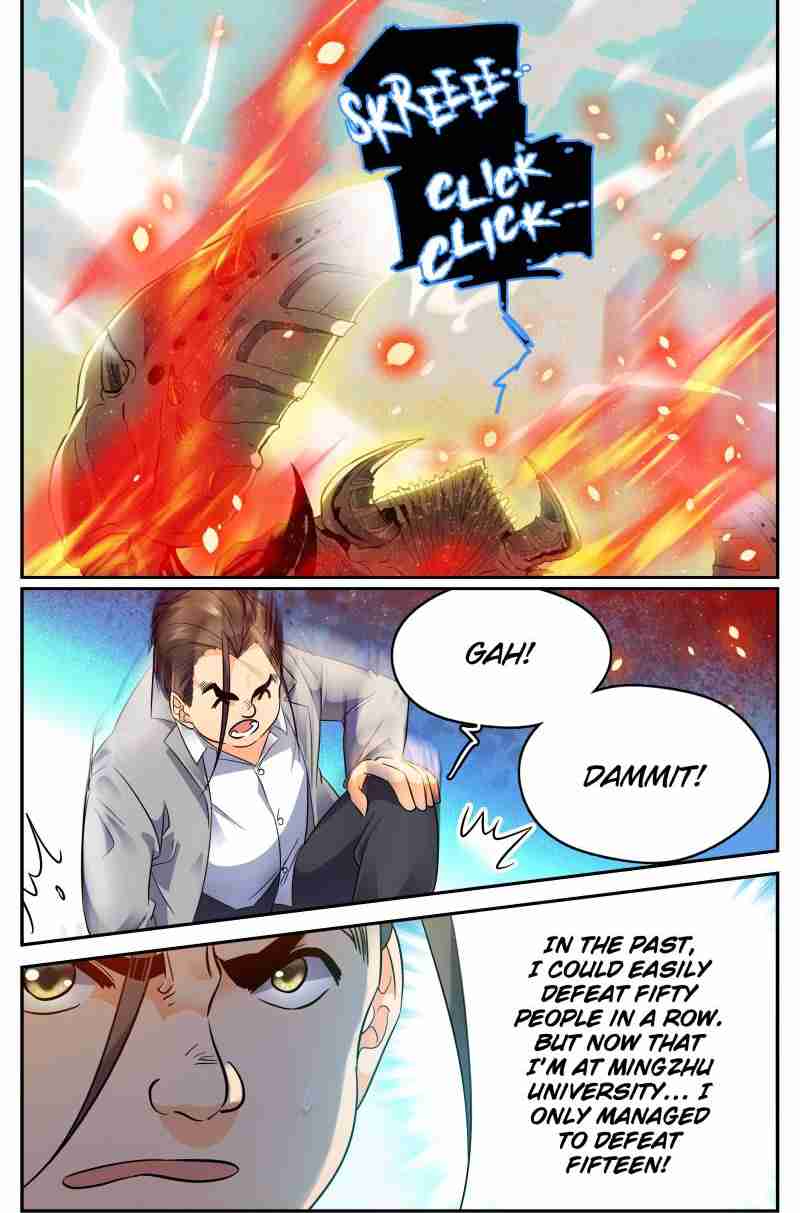 SKREEEE---
CLICK
CLICK---
GAH!
DAMMIT!
IN THE PAST,
I COULD EASILY
DEFEAT FIFTY
PEOPLE IN A ROW.
BUT NOW THAT
I'M AT MINGZHU
UNIVERSITY... I
ONLY MANAGED
TO DEFEAT
FIFTEEN!